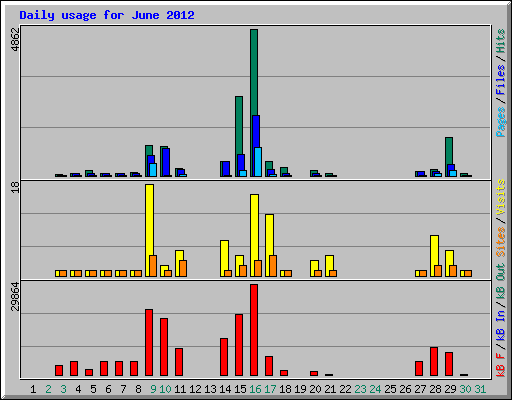 Daily usage for June 2012
4862
Pages / Files / Hits
18
Sites / Visits
29864
kB F / kB In / kB Out
1 2 3 4 5 6 7 8 9 10 11 12 13 14 15 16 17 18 19 20 21 22 23 24 25 26 27 28 29 30 31